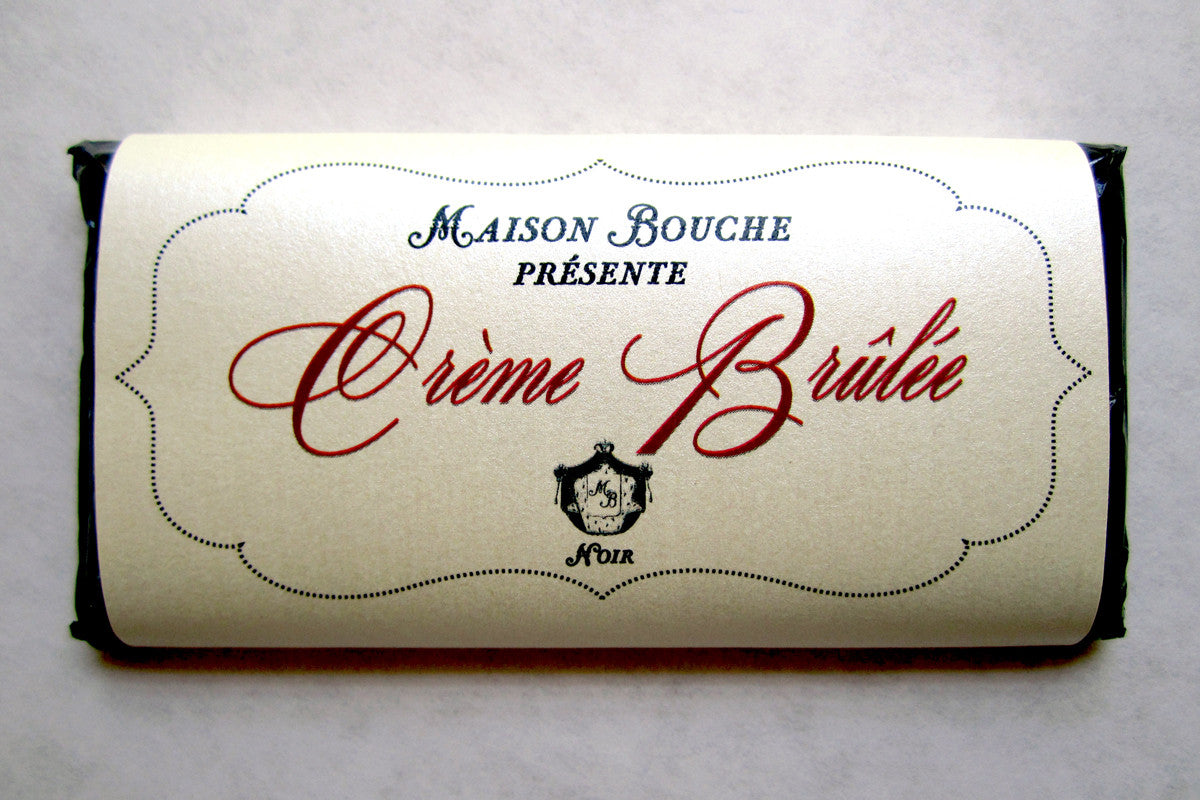 Maison Bouche
présente
Crème Brûlée
MB
Noir